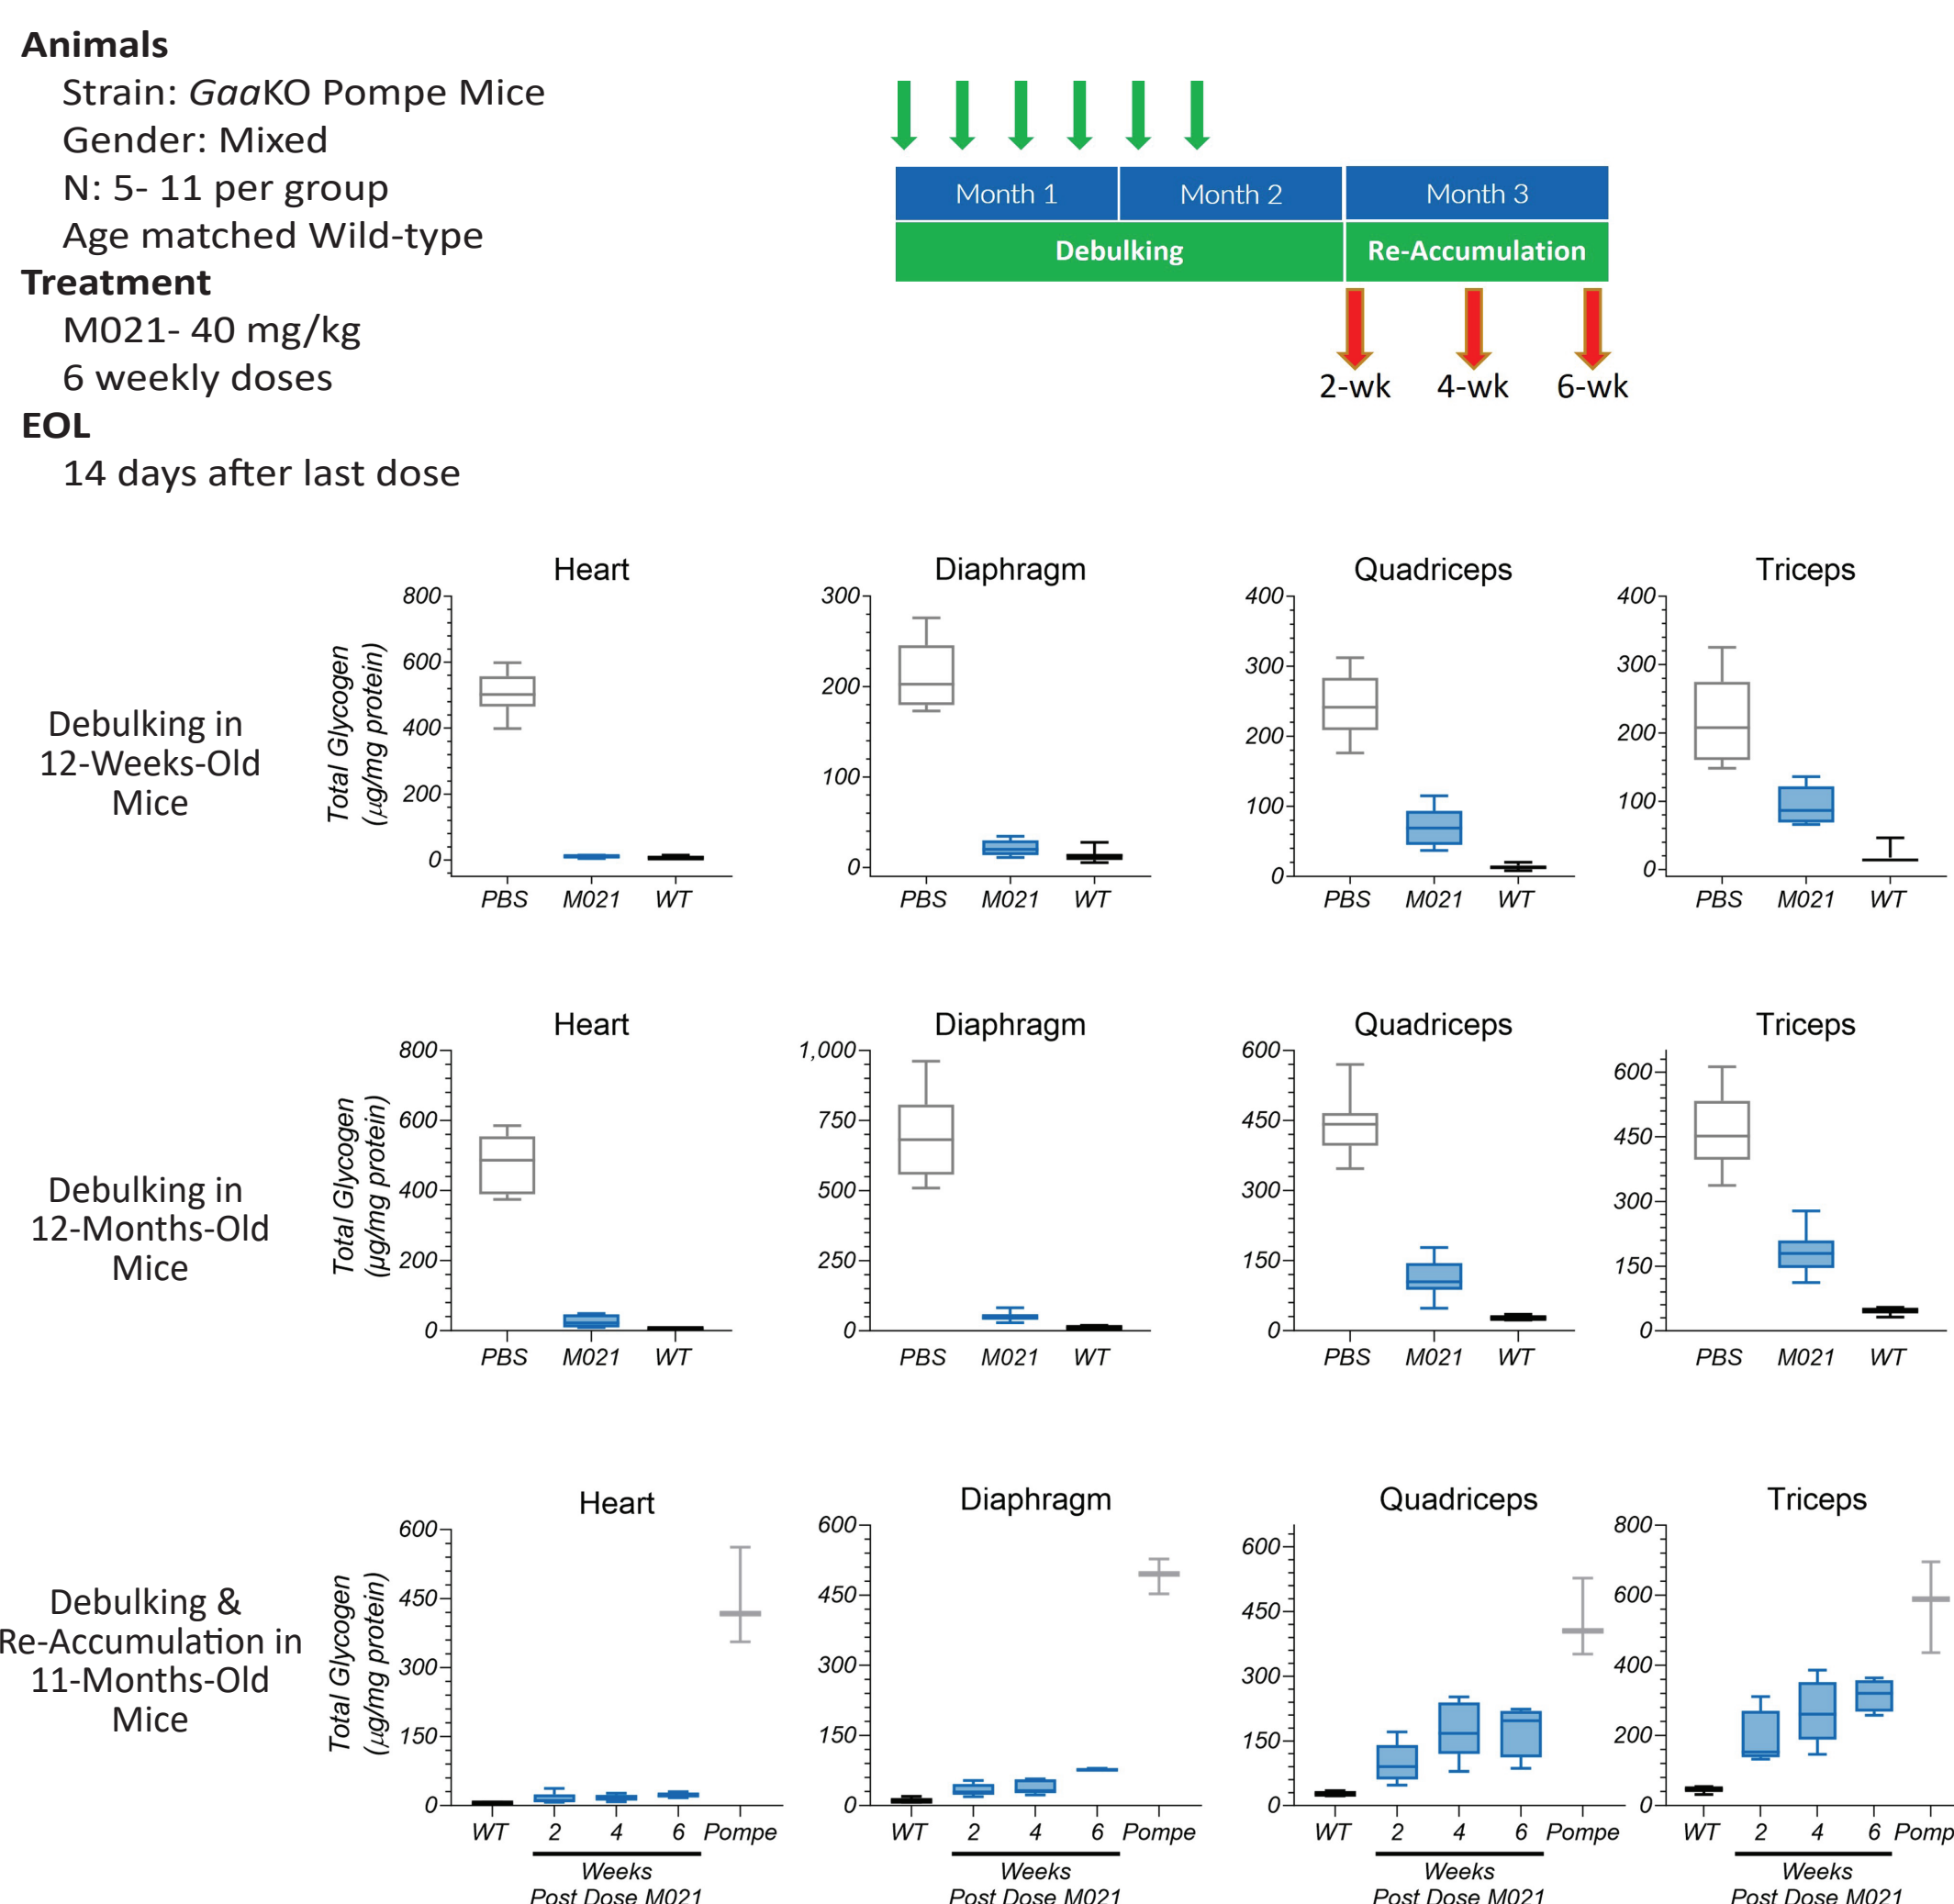 Animals
Strain: GaaKO Pompe Mice
Gender: Mixed
N: 5- 11 per group
Age matched Wild-type
Treatment
M021- 40 mg/kg
6 weekly doses
EOL
14 days after last dose
Month 1 Month 2 Month 3
Debulking Re-Accumulation
2-wk 4-wk 6-wk
Debulking in
12-Weeks-Old
Mice
Total Glycogen
(µg/mg protein)
Heart
800
600
400
200
0
PBS M021 WT
Diaphragm
300
200
100
0
PBS M021 WT
Quadriceps
400
300
200
100
0
PBS M021 WT
Triceps
400
300
200
100
0
PBS M021 WT
Debulking in
12-Months-Old
Mice
Total Glycogen
(µg/mg protein)
Heart
800
600
400
200
0
PBS M021 WT
Diaphragm
1,000
750
500
250
0
PBS M021 WT
Quadriceps
600
450
300
150
0
PBS M021 WT
Triceps
600
450
300
150
0
PBS M021 WT
Debulking &
Re-Accumulation in
11-Months-Old
Mice
Total Glycogen
(µg/mg protein)
Heart
600
450
300
150
0
WT 2 4 6 Pompe
Weeks
Post Dose M021
Diaphragm
600
450
300
150
0
WT 2 4 6 Pompe
Weeks
Post Dose M021
Quadriceps
600
450
300
150
0
WT 2 4 6 Pompe
Weeks
Post Dose M021
Triceps
800
600
400
200
0
WT 2 4 6 Pomp
Weeks
Post Dose M021